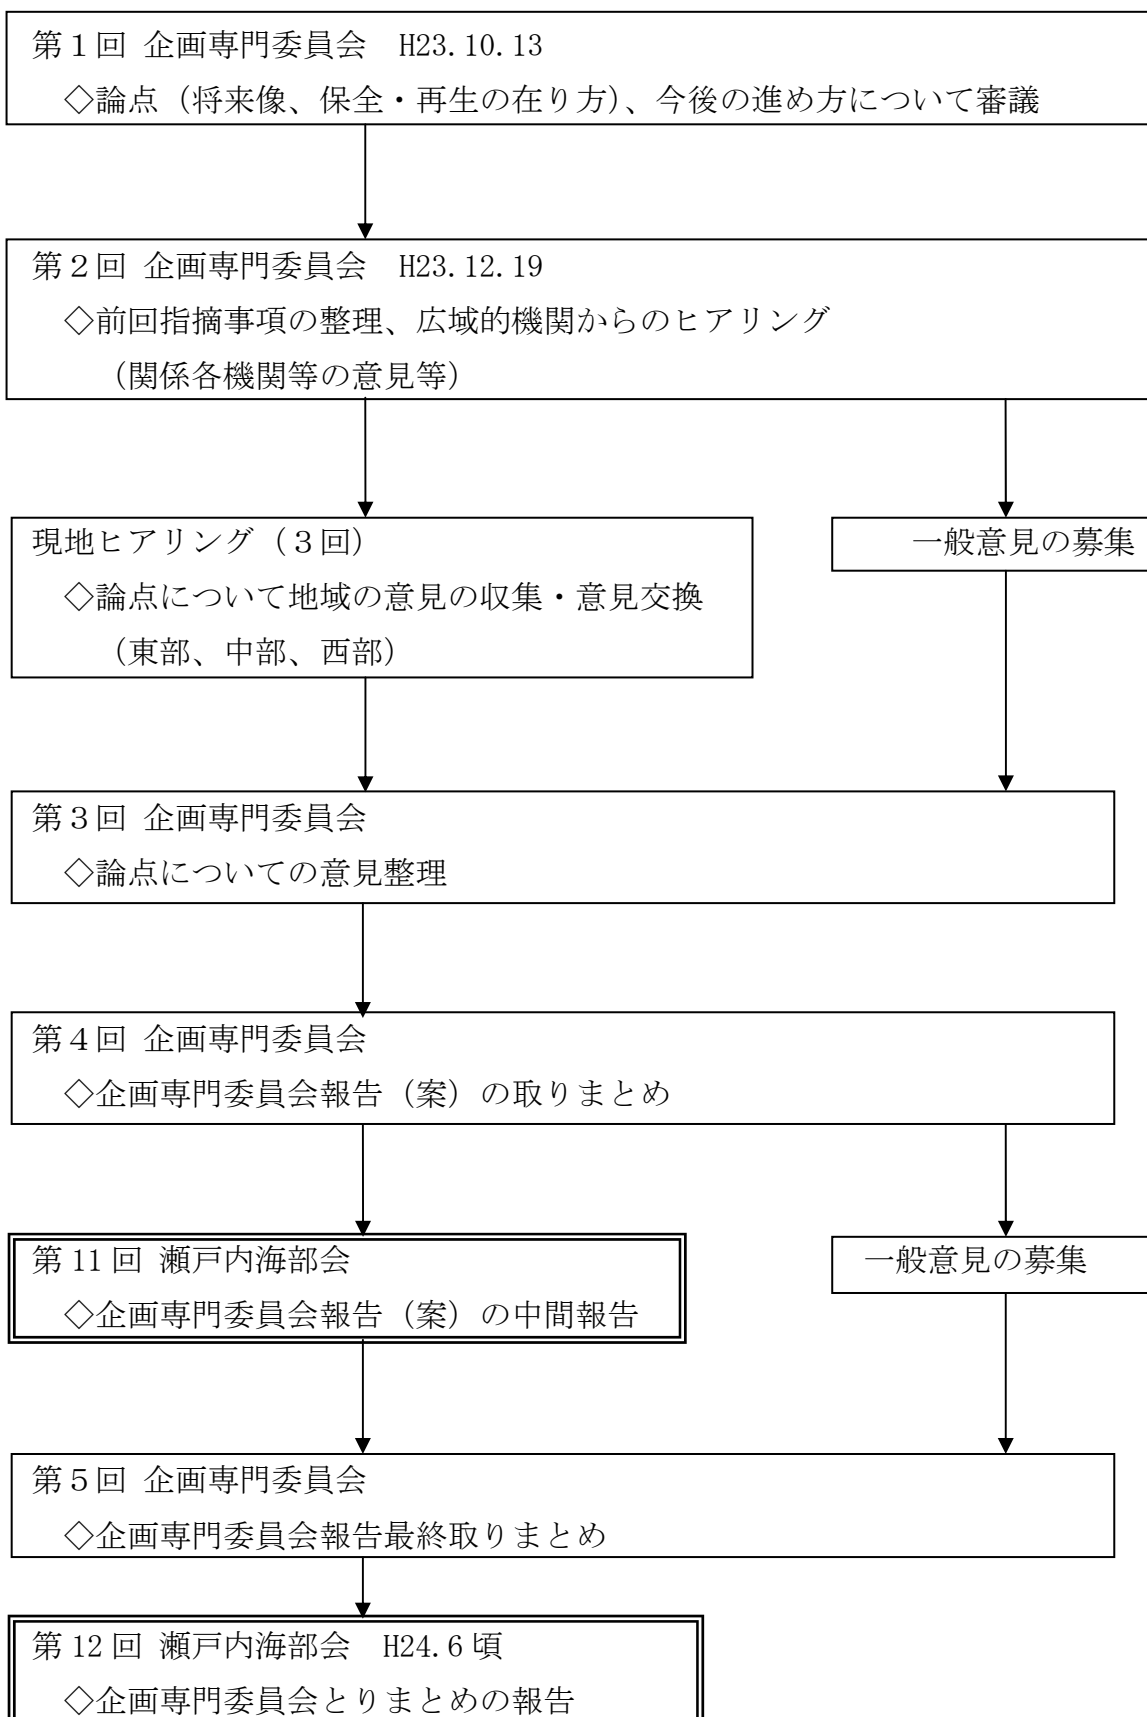 第１回 企画専門委員会　H23.10.13
◇論点（将来像、保全・再生の在り方）、今後の進め方について審議
第２回 企画専門委員会　H23.12.19
◇前回指摘事項の整理、広域的機関からのヒアリング
（関係各機関等の意見等）
現地ヒアリング（３回）
◇論点について地域の意見の収集・意見交換
（東部、中部、西部）
一般意見の募集
第３回 企画専門委員会
◇論点についての意見整理
第４回 企画専門委員会
◇企画専門委員会報告（案）の取りまとめ
第 11 回 瀬戸内海部会
◇企画専門委員会報告（案）の中間報告
一般意見の募集
第５回 企画専門委員会
◇企画専門委員会報告最終取りまとめ
第 12 回 瀬戸内海部会　H24.6 頃
◇企画専門委員会とりまとめの報告